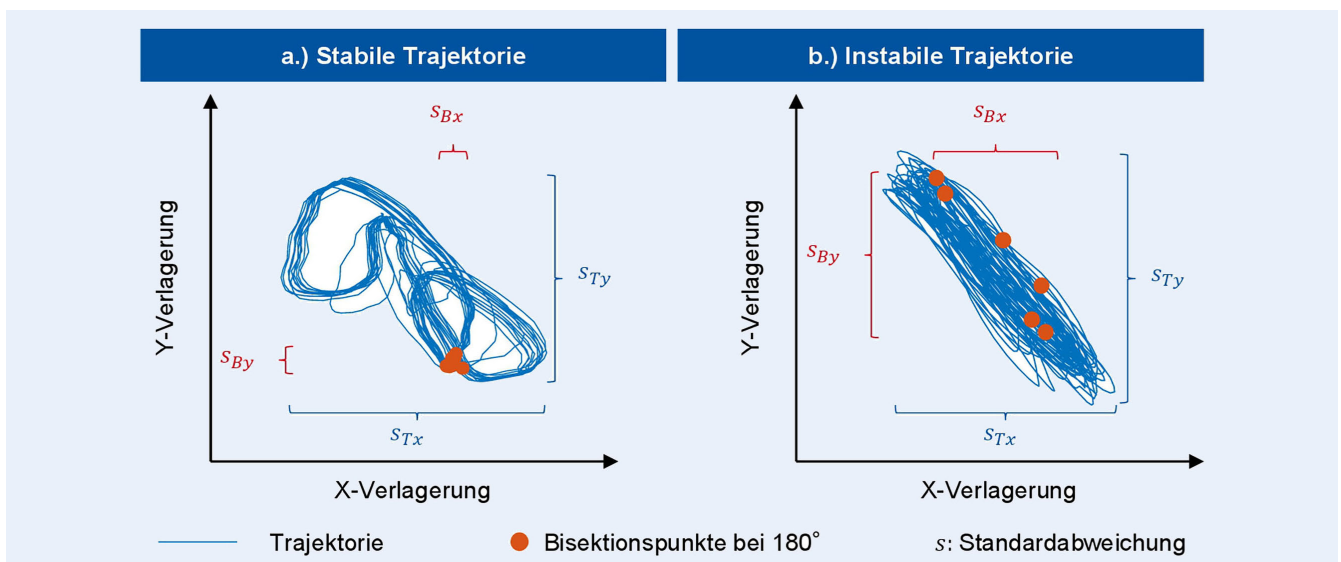 a.) Stabile Trajektorie
b.) Instabile Trajektorie
s_Bx
s_Bx
Y-Verlagerung
s_Ty
s_By
s_Tx
X-Verlagerung
Y-Verlagerung
s_By
s_Ty
s_Tx
X-Verlagerung
Trajektorie
Bisektionspunkte bei 180°
s: Standardabweichung